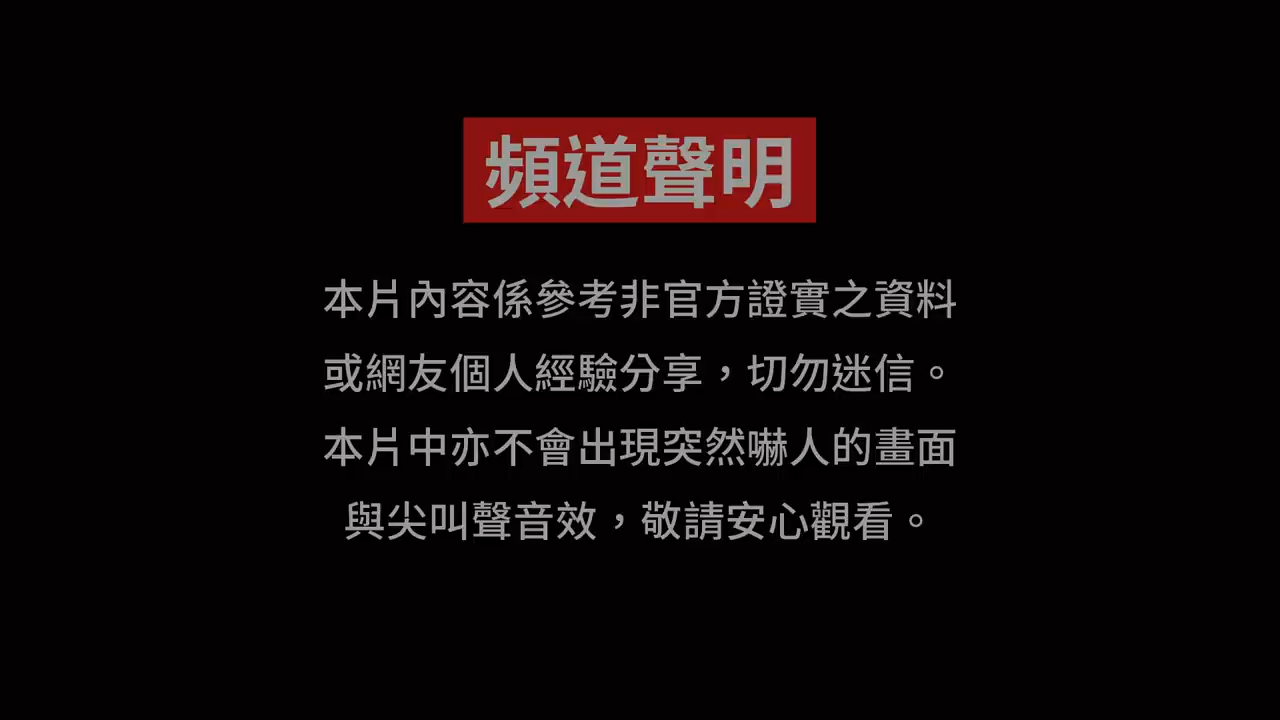 頻道聲明
本片內容係參考非官方證實之資料
或網友個人經驗分享，切勿迷信。
本片中亦不會出現突然嚇人的畫面
與尖叫聲音效，敬請安心觀看。